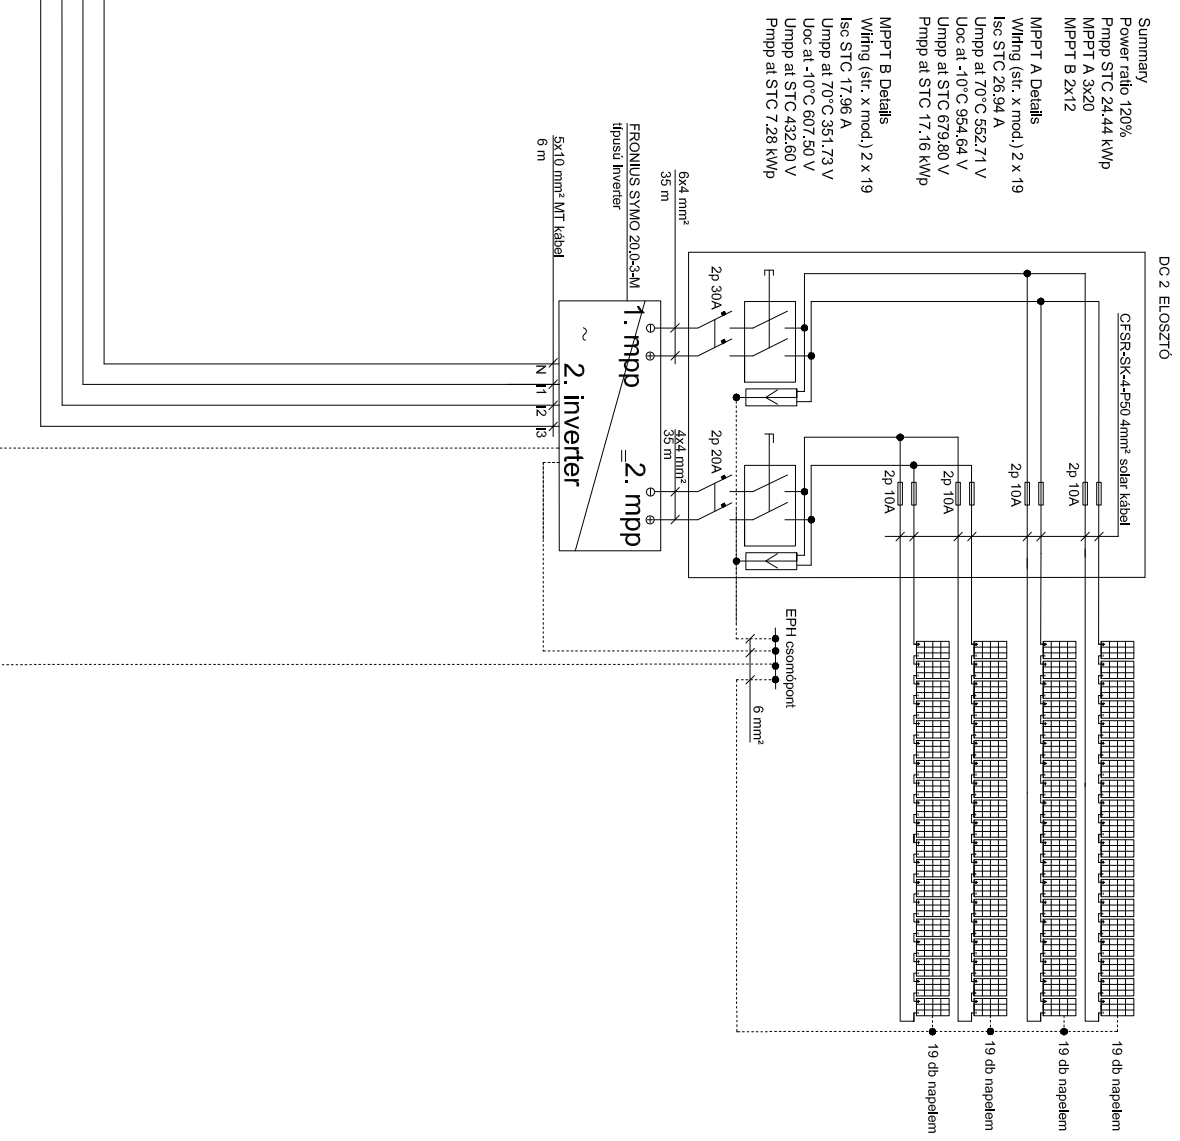 Summary
Power ratio 120%
Pmpp STC 24.44 kWp
MPPT A 3x20
MPPT B 2x12
MPPT A Details
Wiring (str. x mod.) 2 x 19
Isc STC 26.94 A
Umpp at 70°C 552.71 V
Uoc at -10°C 954.64 V
Umpp at STC 679.80 V
Pmpp at STC 17.16 kWp
MPPT B Details
Wiring (str. x mod.) 2 x 19
Isc STC 17.96 A
Umpp at 70°C 351.73 V
Uoc at -10°C 607.50 V
Umpp at STC 432.60 V
Pmpp at STC 7.28 kWp
DC 2 ELOSZTÓ
CFSR-SK-4-P50 4mm² solar kábel
2p 10A
2p 10A
2p 10A
2p 10A
2p 30A
2p 20A
6x4 mm²
35 m
4x4 mm²
35 m
FRONIUS SYMO 20.0-3-M
típusú Inverter
5x10 mm² MT kábel
6 m
1. mpp
=2. mpp
~
2. inverter
N
l1
l2
l3
EPH csomópont
6 mm²
19 db napelem
19 db napelem
19 db napelem
19 db napelem